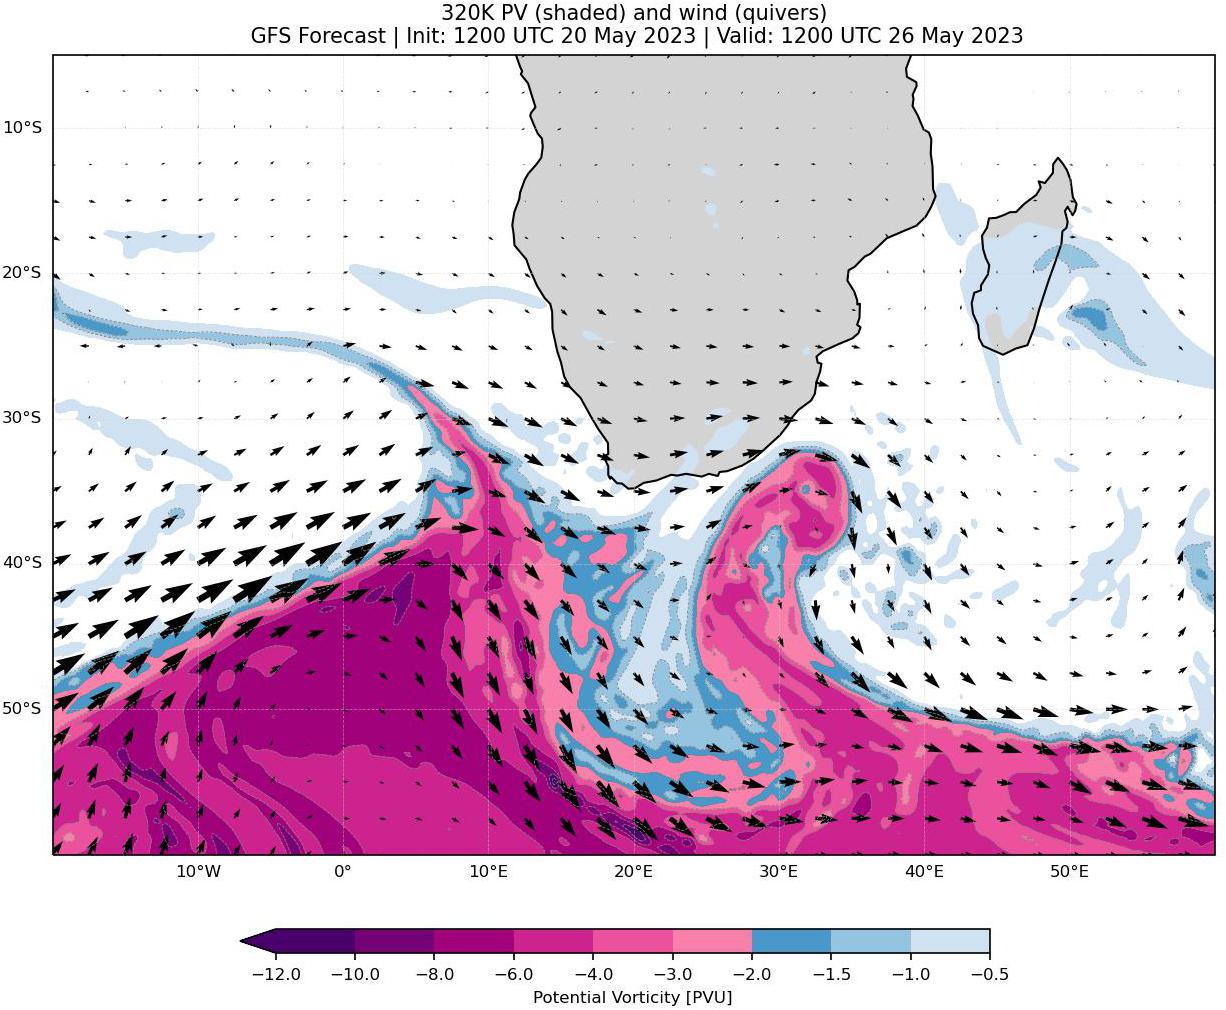 320K PV (shaded) and wind (quivers)
GFS Forecast | Init: 1200 UTC 20 May 2023 | Valid: 1200 UTC 26 May 2023
10°S
20°S
30°S
40°S
50°S
10°W 0° 10°E 20°E 30°E 40°E 50°E
−12.0 −10.0 −8.0 −6.0 −4.0 −3.0 −2.0 −1.5 −1.0 −0.5
Potential Vorticity [PVU]